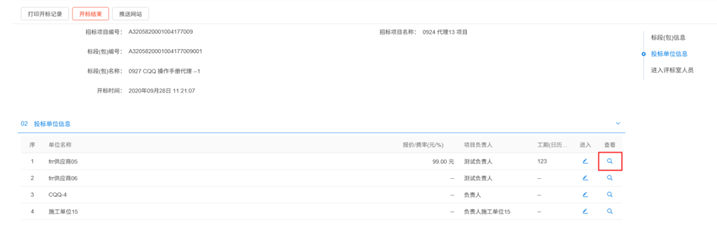 打印开标记录 开标结束 推送网站
招标项目编号: A3205820001004177009 招标项目名称: 0924 代理13 项目
标段(包)编号: A3205820001004177009001
标段(包)名称: 0927 CQQ 操作手册代理 --1
开标时间: 2020年09月26日 11:21:07
标段(包)信息
投标单位信息
进入评标室人员
02 投标单位信息
序 单位名称 报价/费率(元/%) 项目负责人 工期(日历... 进入 查看
1 ftr供应商05 99.00 元 测试负责人 123
2 ftr供应商06 -- 测试负责人 --
3 CQQ-4 -- 负责人 --
4 施工单位15 -- 负责人施工单位15 --